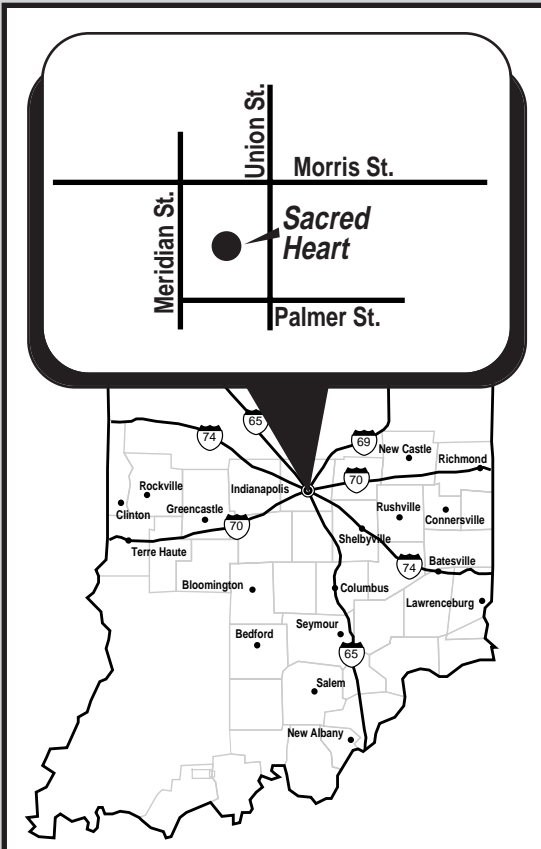 Union St.
Morris St.
Meridian St.
Sacred
Heart
Palmer St.
65
74
69
New Castle
Richmond
70
Rockville
Indianapolis
Clinton
Greencastle
Rushville
Connersville
70
Shelbyville
Terre Haute
Batesville
74
Bloomington
Columbus
Lawrenceburg
Seymour
Bedford
65
Salem
New Albany